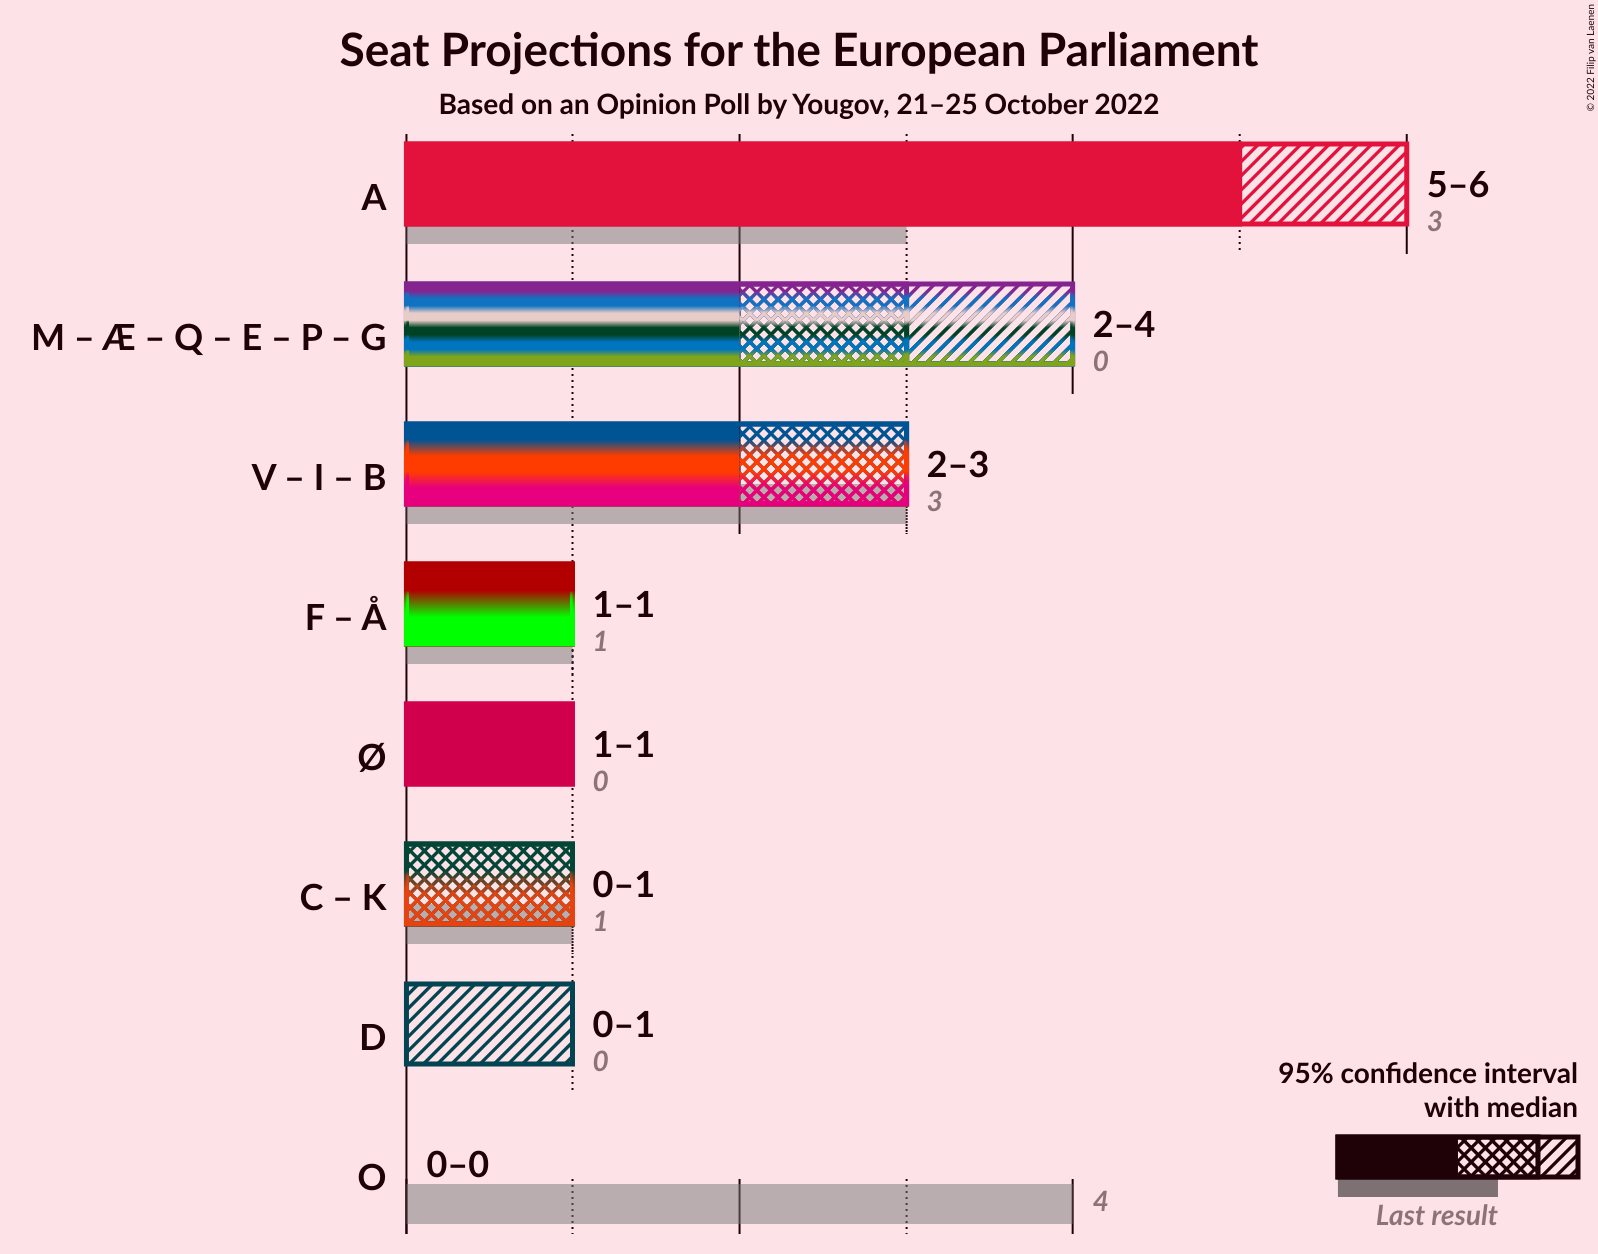 Seat Projections for the European Parliament
Based on an Opinion Poll by Yougov, 21–25 October 2022
© 2022 Filip van Laenen
A
5–6
3
M – Æ – Q – E – P – G
2–4
0
V – I – B
2–3
3
F – Å
1–1
1
Ø
1–1
0
C – K
0–1
1
D
0–1
0
O
0–0
4
95% confidence interval
with median
Last result